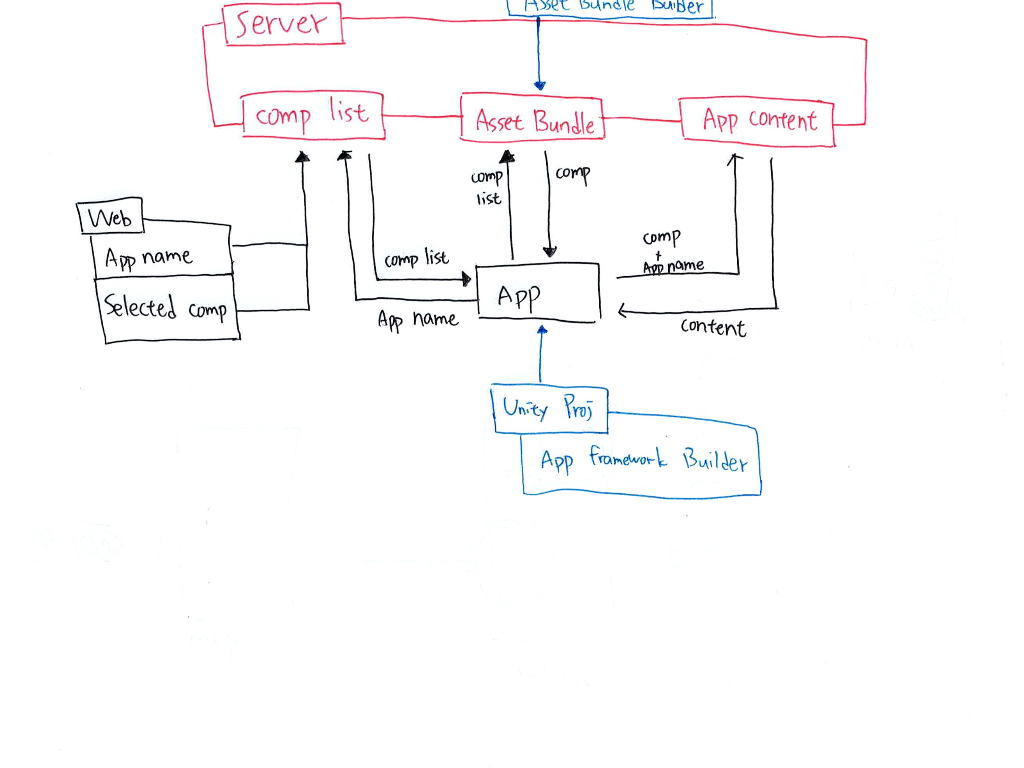 Asset Bundle Builder
Server
comp list
Asset Bundle
App content
comp
list
comp
Web
App name
Selected comp
comp list
App name
App
comp
+
App name
content
Unity Proj
App framework Builder